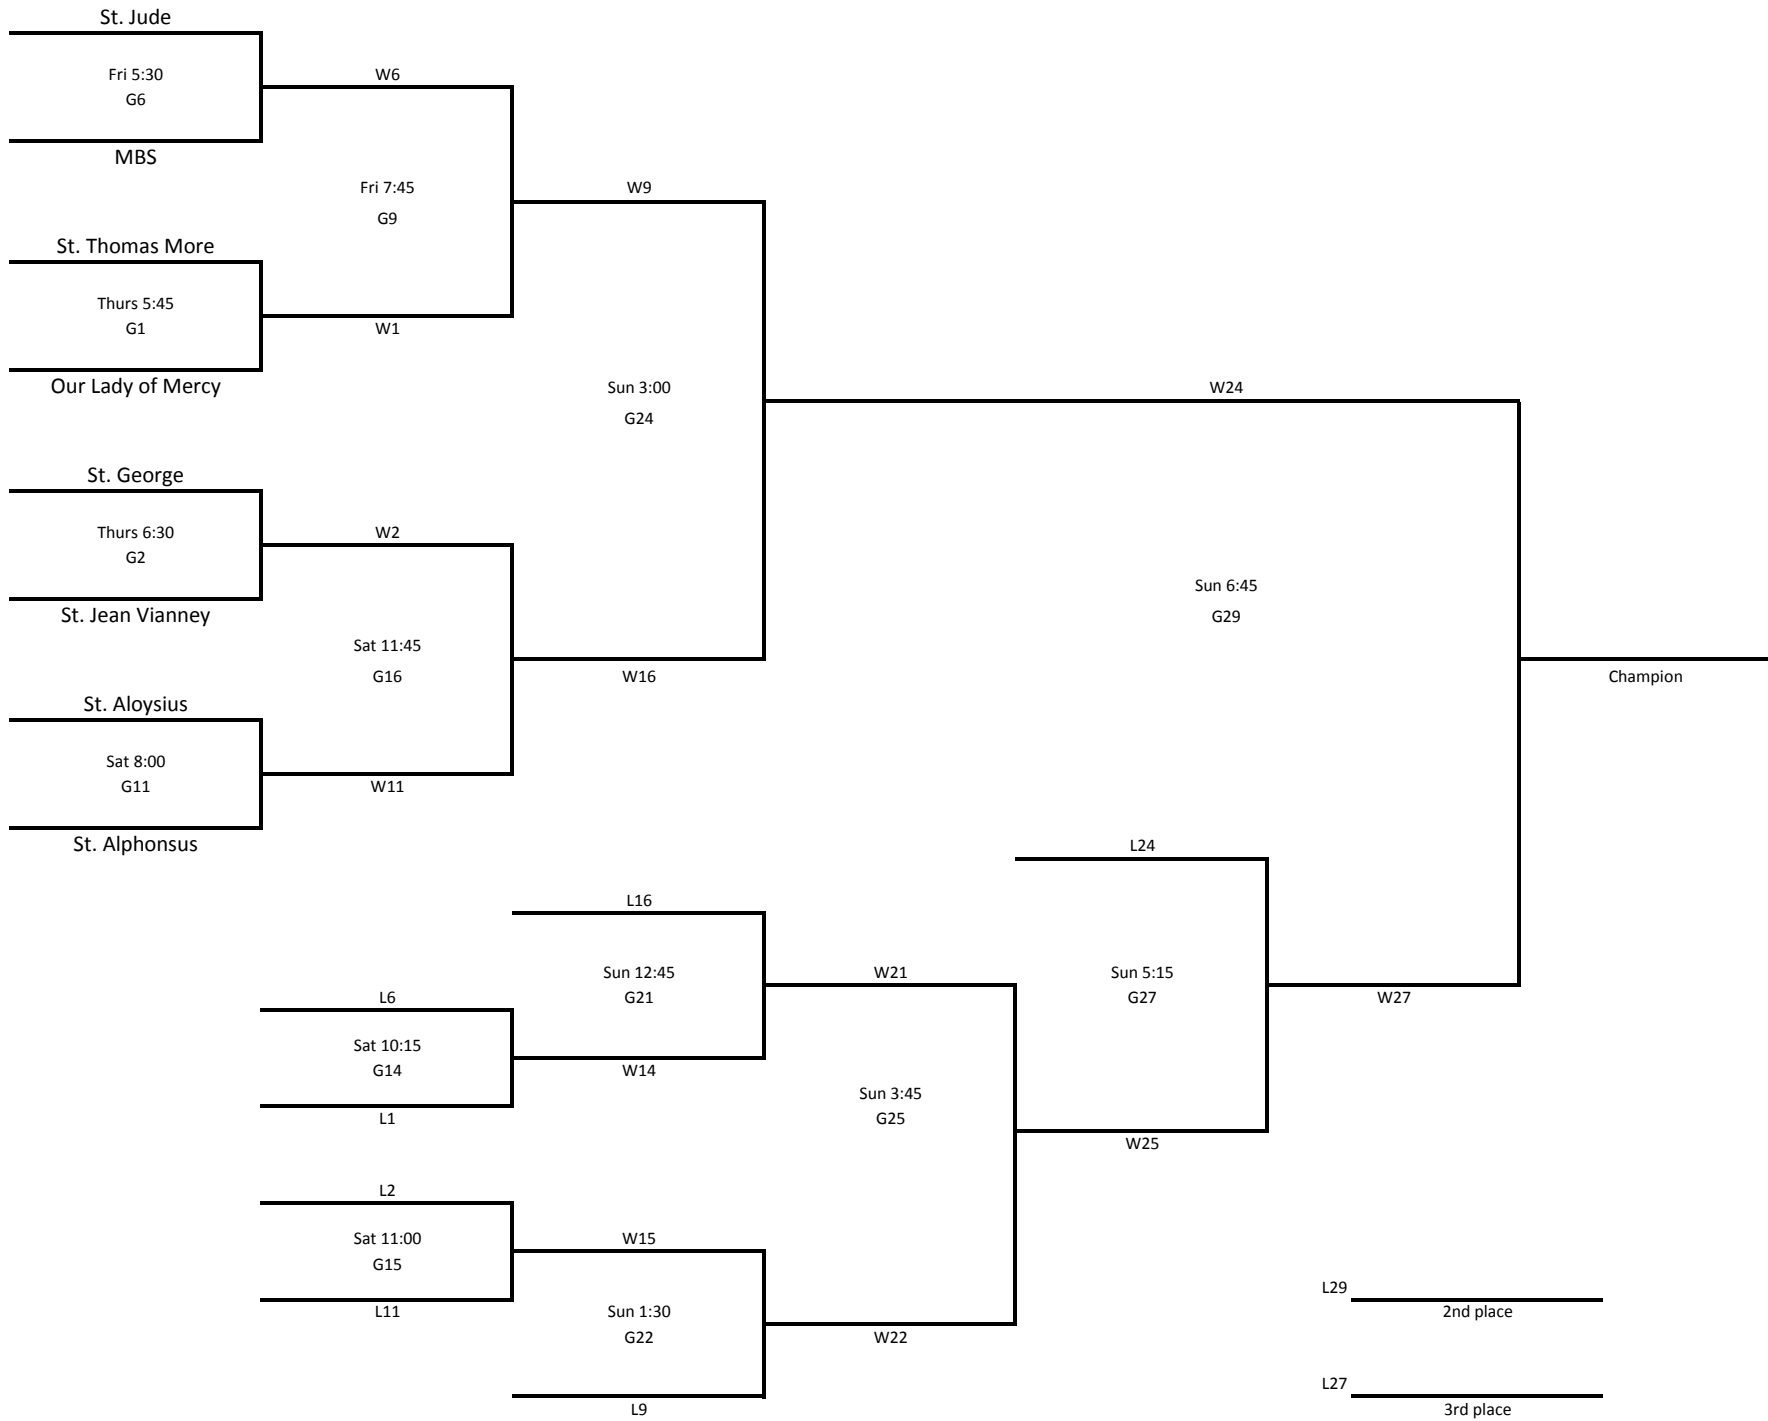 St. Jude
Fri 5:30
G6
W6
MBS
Fri 7:45
G9
W9
St. Thomas More
Thurs 5:45
G1
W1
Our Lady of Mercy
Sun 3:00
G24
W24
St. George
Thurs 6:30
G2
W2
St. Jean Vianney
Sat 11:45
G16
W16
St. Aloysius
Sat 8:00
G11
W11
St. Alphonsus
Sun 6:45
G29
Champion
L24
L16
Sun 12:45
G21
W21
Sun 5:15
G27
W27
L6
Sat 10:15
G14
W14
L1
Sun 3:45
G25
W25
L2
Sat 11:00
G15
W15
L11
Sun 1:30
G22
W22
L9
L29
2nd place
L27
3rd place